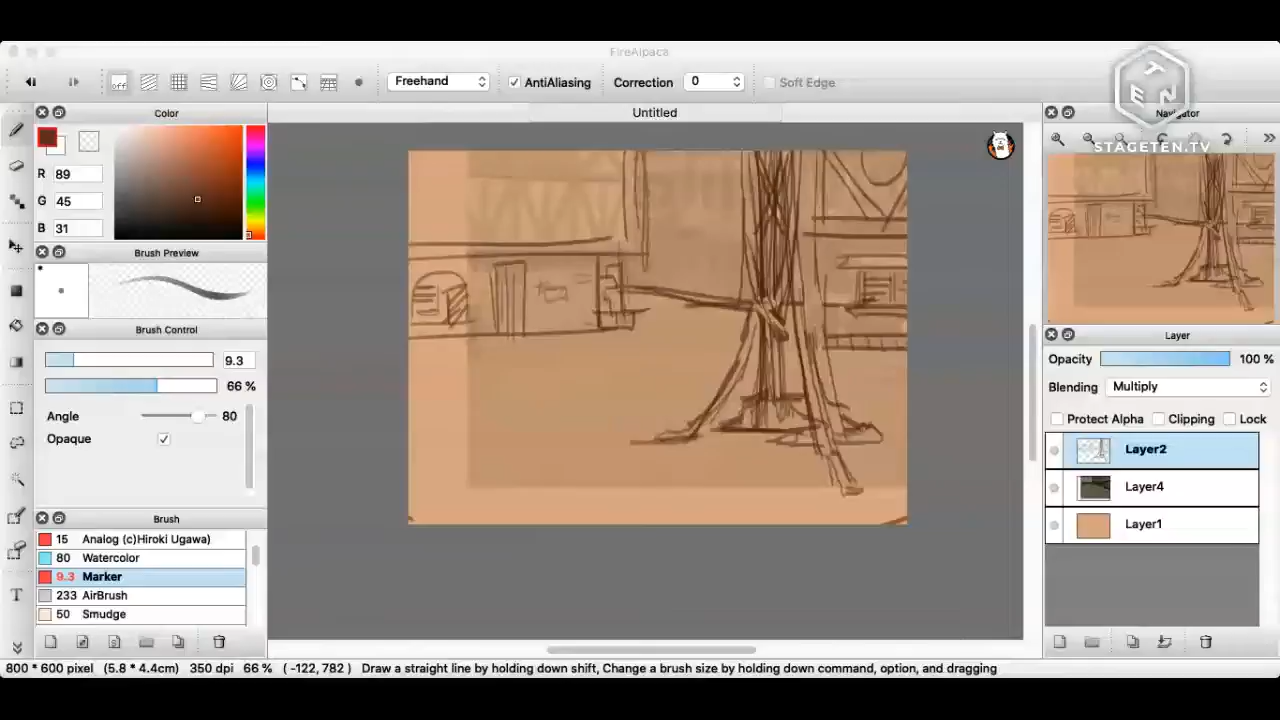 FireAlpaca
off
Freehand
AntiAliasing
Correction
0
Soft Edge
T
E
N
STAGETEN.TV
Color
Untitled
Navigator
R 89
G 45
B 31
Brush Preview
Brush Control
9.3
66 %
Angle 80
Opaque
Brush
15 Analog (c)Hiroki Ugawa)
80 Watercolor
9.3 Marker
233 AirBrush
50 Smudge
Layer
Opacity 100 %
Blending Multiply
Protect Alpha Clipping Lock
Layer2
Layer4
Layer1
T
800 * 600 pixel (5.8 * 4.4cm) 350 dpi 66 % ( -122, 782 ) Draw a straight line by holding down shift, Change a brush size by holding down command, option, and dragging